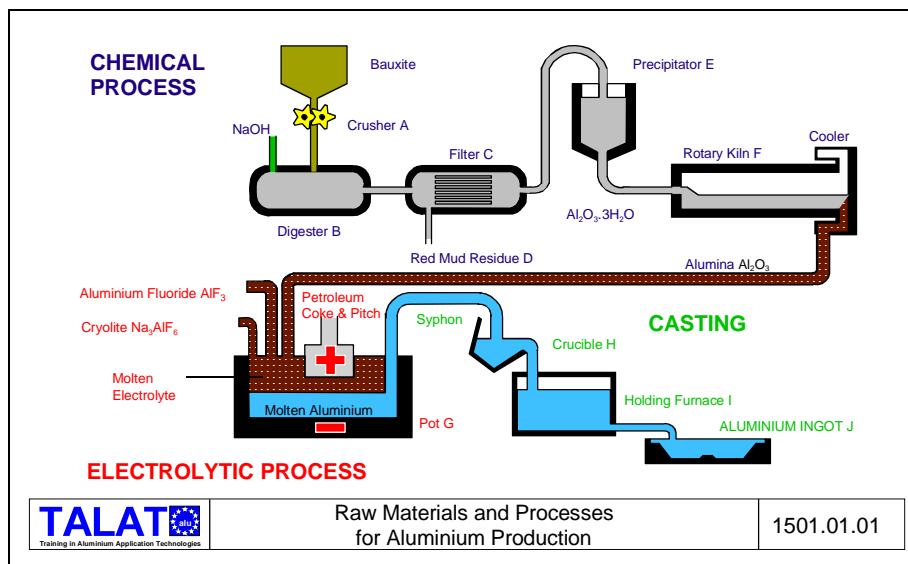 CHEMICAL
PROCESS
Bauxite
Precipitator E
NaOH
Crusher A
Cooler
Filter C
Rotary Kiln F
Digester B
Al₂O₃.3H₂O
Red Mud Residue D
Alumina Al₂O₃
Aluminium Fluoride AlF₃
Petroleum
Coke & Pitch
Syphon
CASTING
Cryolite Na₃AlF₆
Crucible H
Molten
Electrolyte
Holding Furnace I
Molten Aluminium
Pot G
ALUMINIUM INGOT J
ELECTROLYTIC PROCESS
TALAT
alu
Training in Aluminium Application Technologies
Raw Materials and Processes
for Aluminium Production
1501.01.01